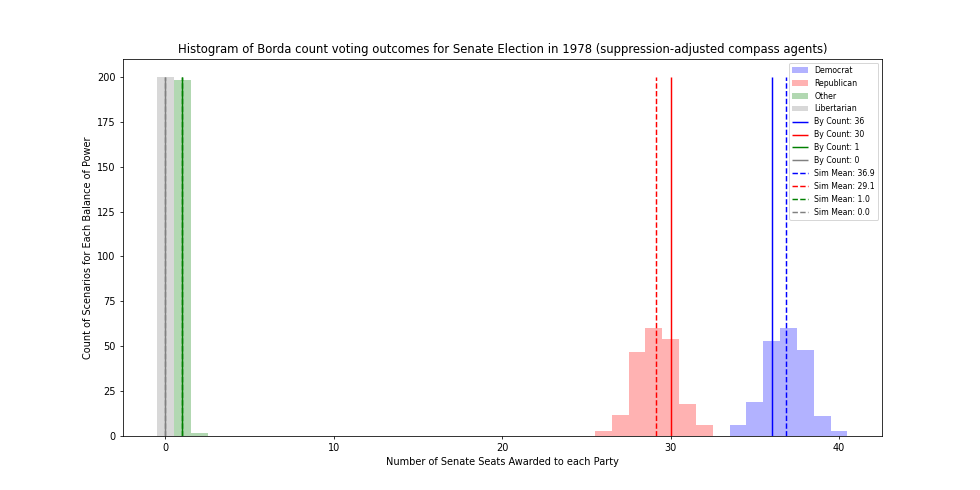 Histogram of Borda count voting outcomes for Senate Election in 1978 (suppression-adjusted compass agents)
Count of Scenarios for Each Balance of Power
200
175
150
125
100
75
50
25
0
0 10 20 30 40
Number of Senate Seats Awarded to each Party
Democrat
Republican
Other
Libertarian
By Count: 36
By Count: 30
By Count: 1
By Count: 0
Sim Mean: 36.9
Sim Mean: 29.1
Sim Mean: 1.0
Sim Mean: 0.0